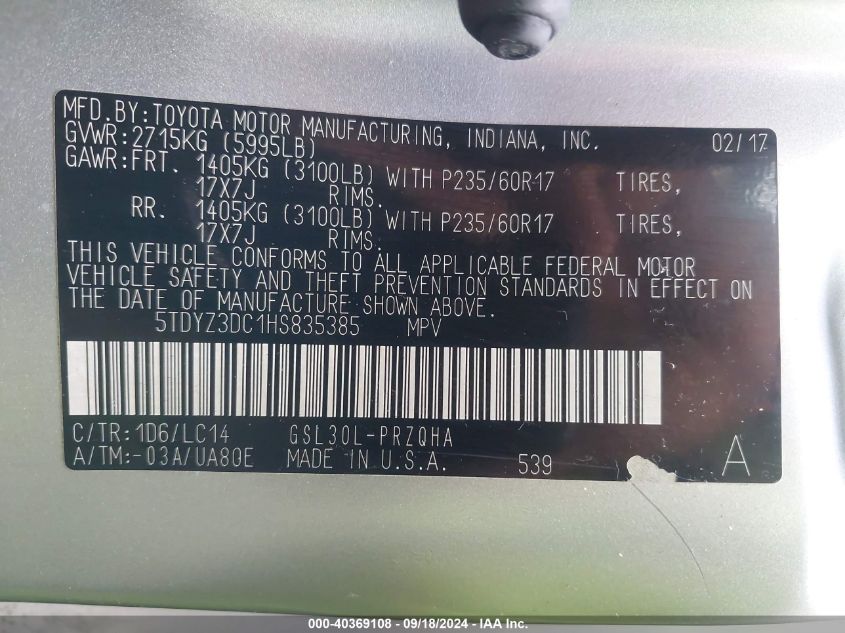 MFD.BY:TOYOTA MOTOR MANUFACTURING, INDIANA, INC. 02/17
GVWR:2715KG (5995LB)
GAWR:FRT. 1405KG (3100LB) WITH P235/60R17 TIRES,
17X7J RIMS.
RR. 1405KG (3100LB) WITH P235/60R17 TIRES,
17X7J RIMS.
THIS VEHICLE CONFORMS TO ALL APPLICABLE FEDERAL MOTOR
VEHICLE SAFETY AND THEFT PREVENTION STANDARDS IN EFFECT ON
THE DATE OF MANUFACTURE SHOWN ABOVE.
5TDYZ3DC1HS835385 MPV
C/TR:1D6/LC14 GSL30L-PRZQHA
A/TM:-03A/UA80E MADE IN U.S.A. 539 A
000-40369108 - 09/18/2024 - IAA Inc.